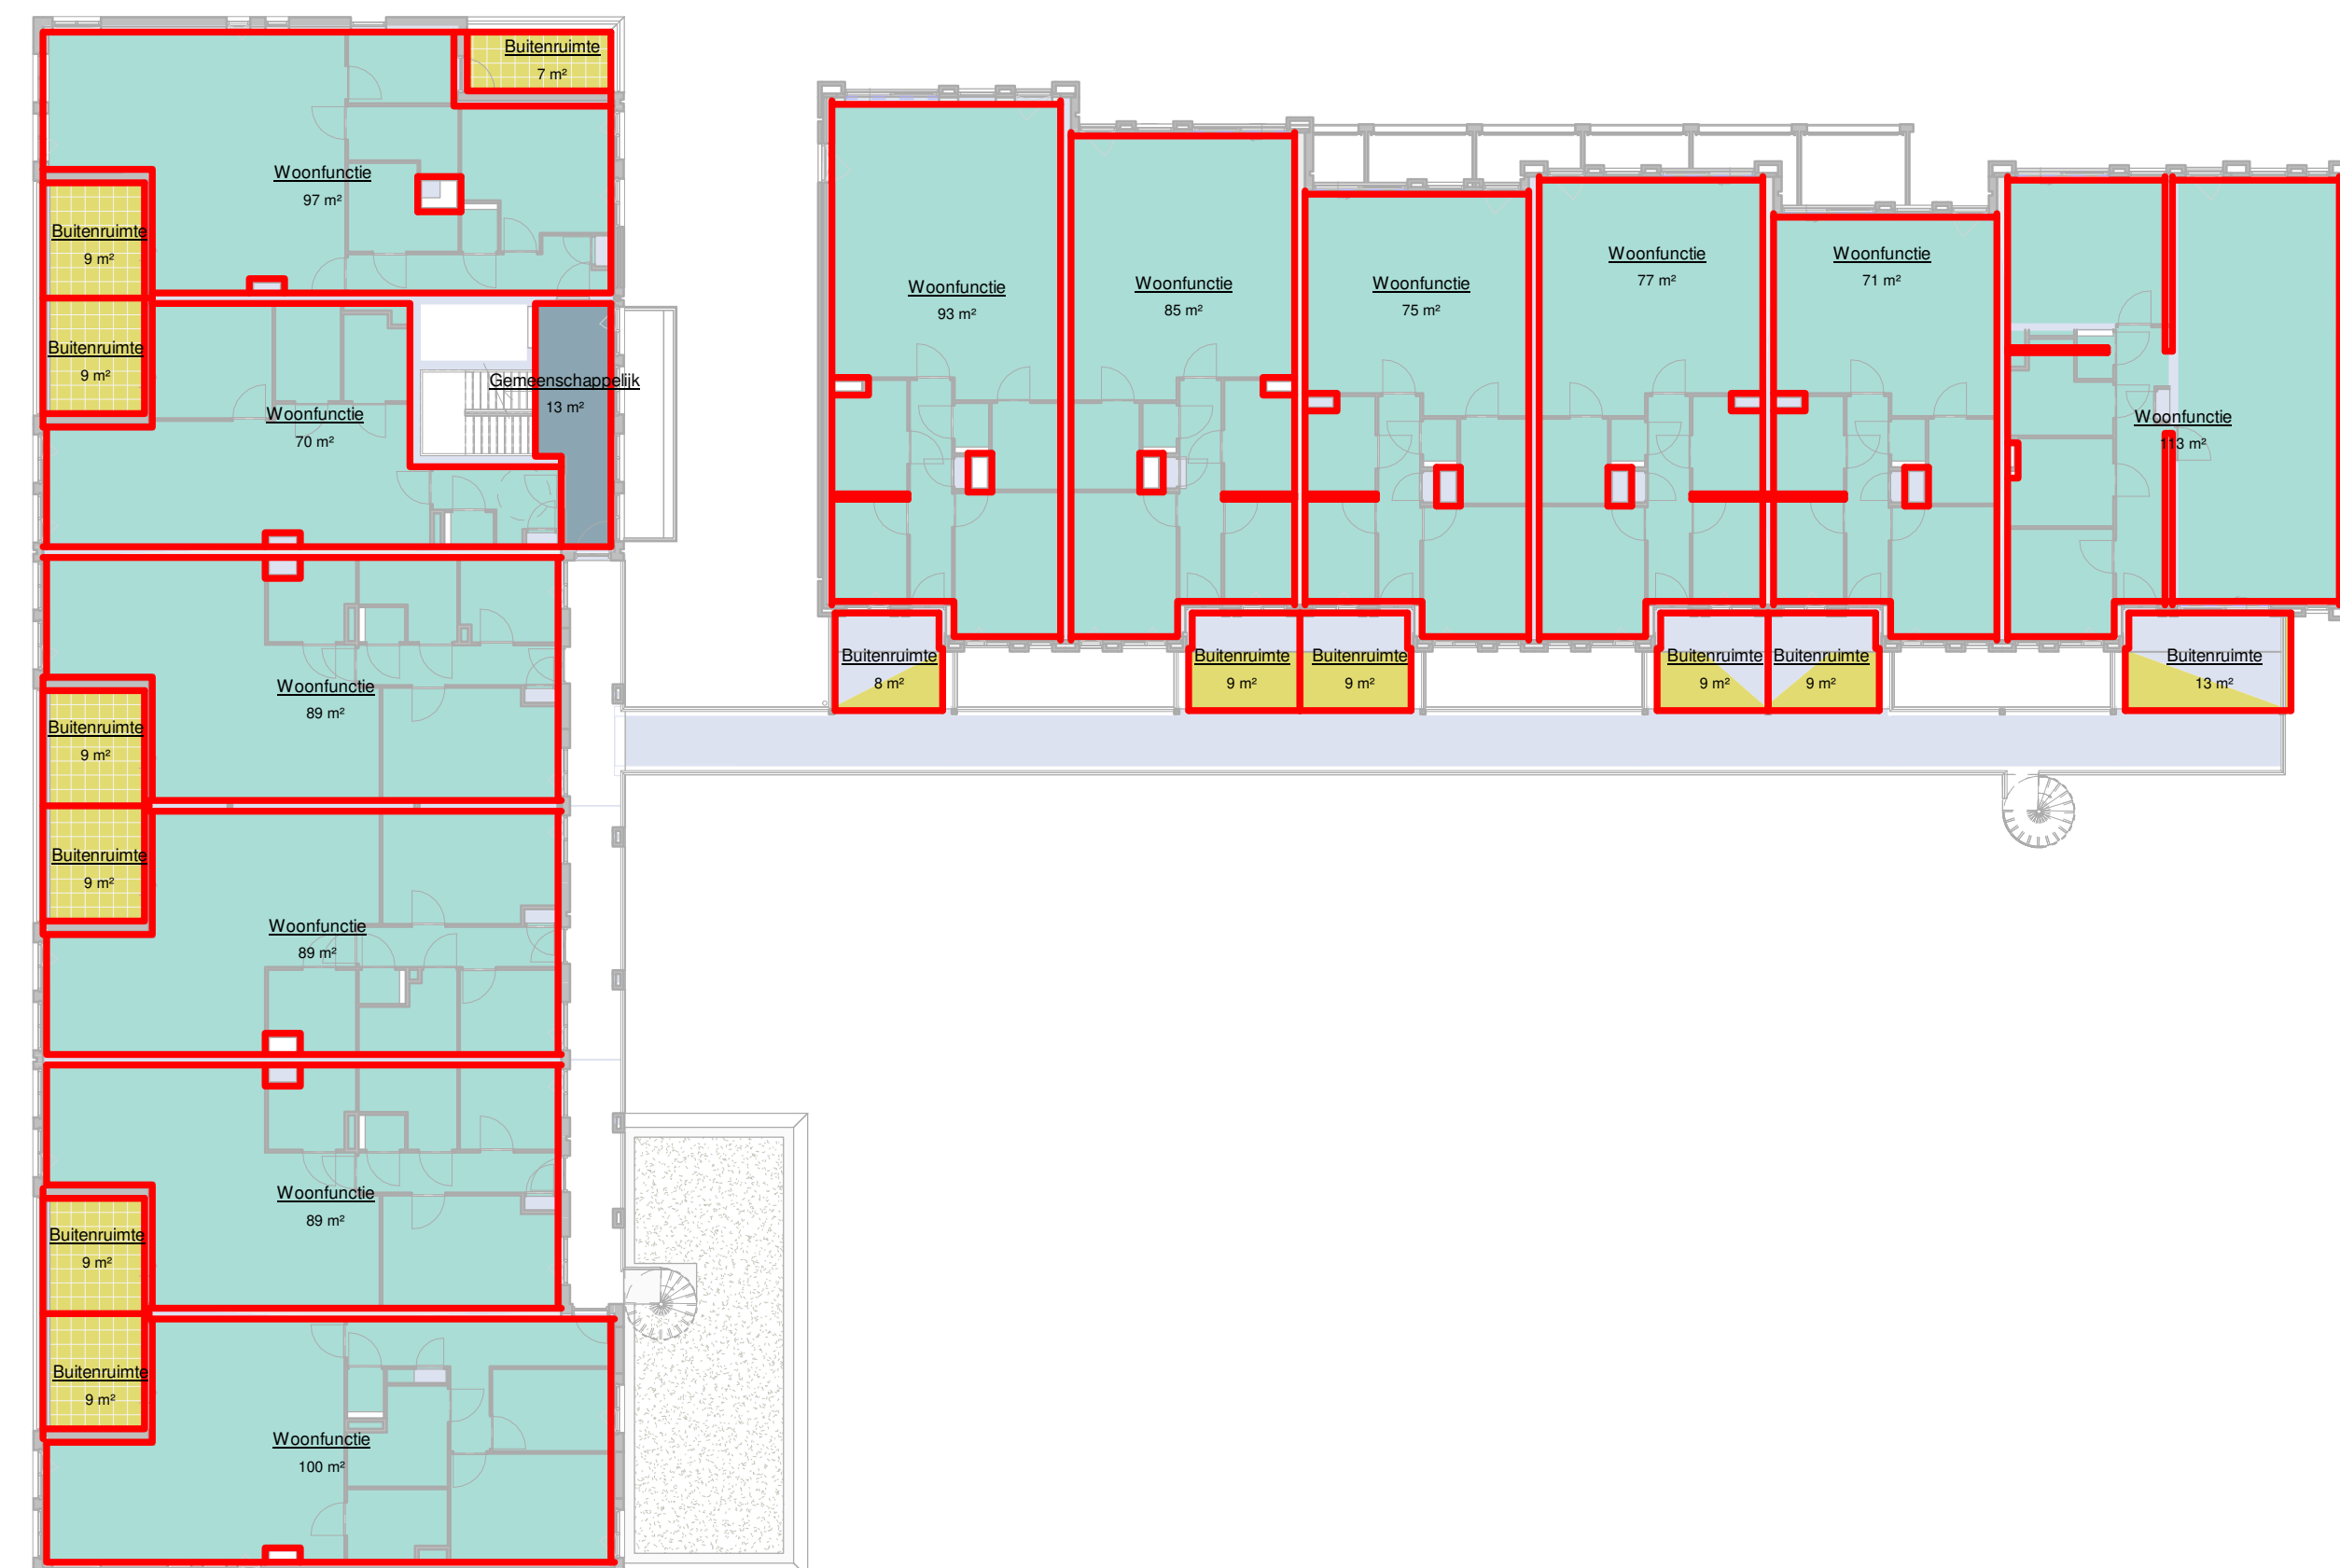 Buitenruimte
7 m²
Woonfunctie
97 m²
Buitenruimte
9 m²
Buitenruimte
9 m²
Gemeenschappelijk
13 m²
Woonfunctie
70 m²
Woonfunctie
89 m²
Buitenruimte
9 m²
Buitenruimte
9 m²
Woonfunctie
89 m²
Woonfunctie
89 m²
Buitenruimte
9 m²
Buitenruimte
9 m²
Woonfunctie
100 m²
Woonfunctie
93 m²
Woonfunctie
85 m²
Woonfunctie
75 m²
Woonfunctie
77 m²
Woonfunctie
71 m²
Woonfunctie
113 m²
Buitenruimte
8 m²
Buitenruimte
9 m²
Buitenruimte
9 m²
Buitenruimte
9 m²
Buitenruimte
9 m²
Buitenruimte
13 m²